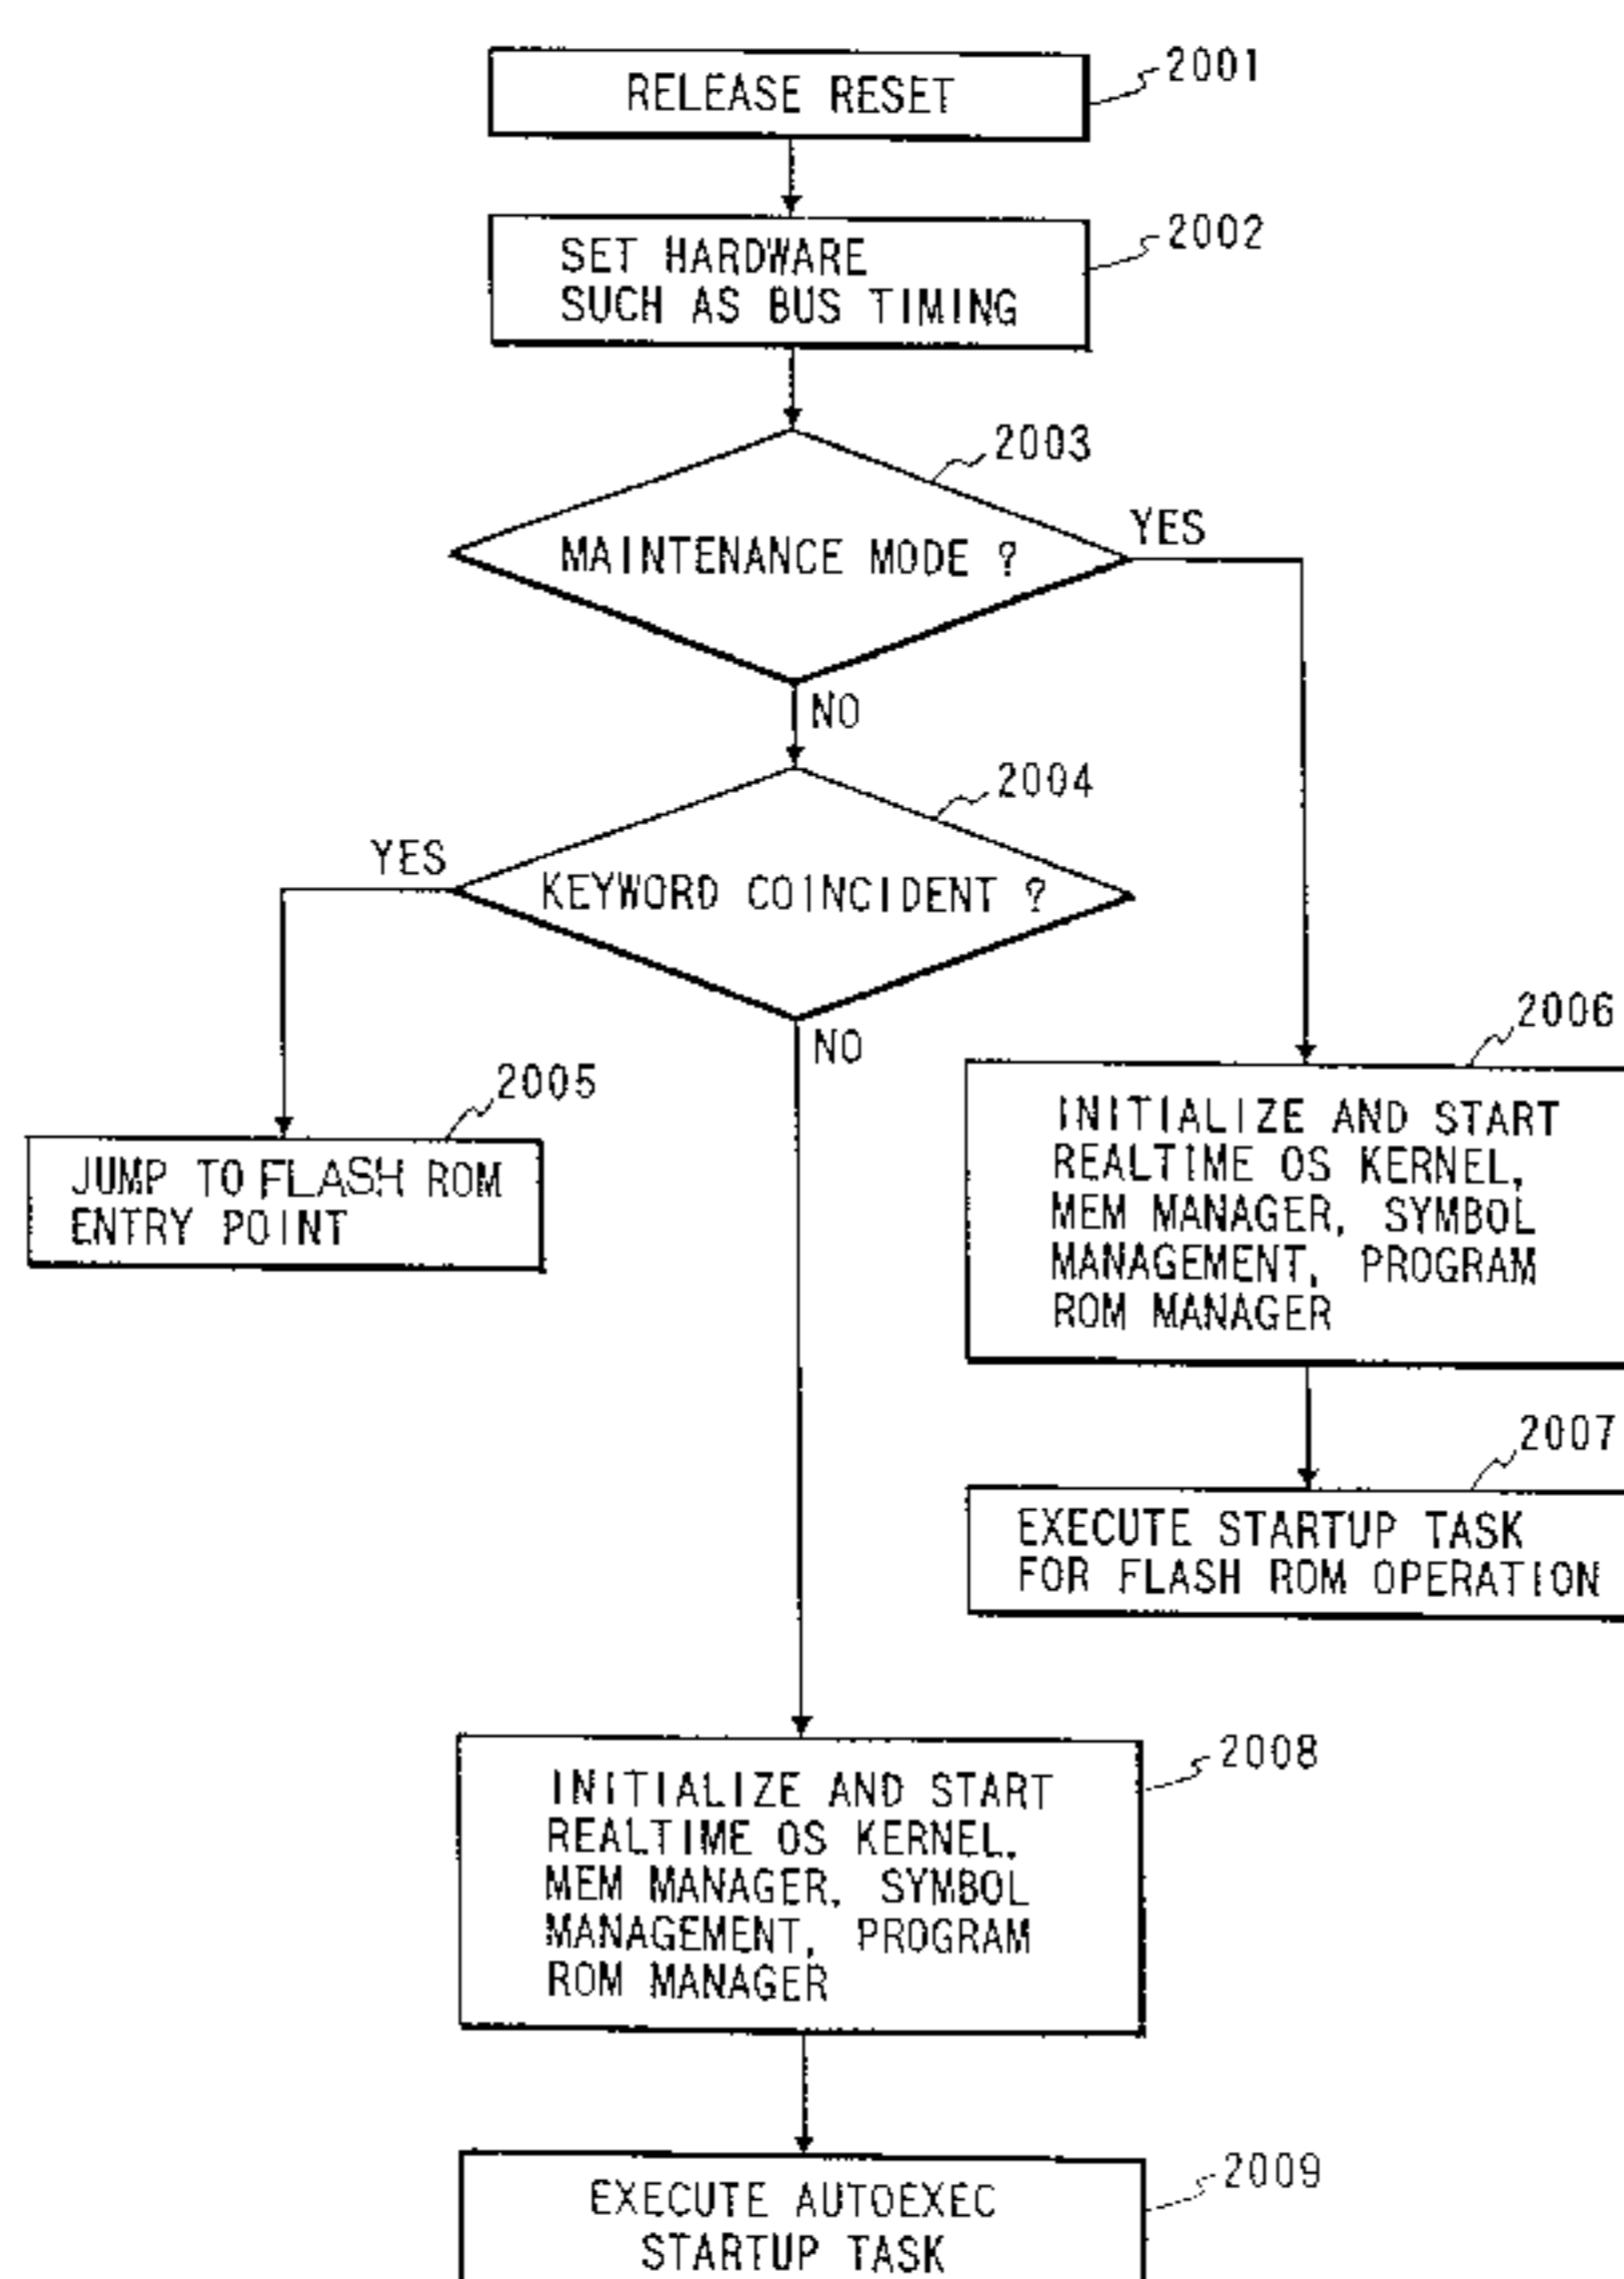 RELEASE RESET
2001
SET HARDWARE
SUCH AS BUS TIMING
2002
2003
MAINTENANCE MODE ?
YES
NO
2004
YES
KEYWORD COINCIDENT ?
NO
2005
JUMP TO FLASH ROM
ENTRY POINT
2006
INITIALIZE AND START
REALTIME OS KERNEL,
MEM MANAGER, SYMBOL
MANAGEMENT, PROGRAM
ROM MANAGER
2007
EXECUTE STARTUP TASK
FOR FLASH ROM OPERATION
2008
INITIALIZE AND START
REALTIME OS KERNEL,
MEM MANAGER, SYMBOL
MANAGEMENT, PROGRAM
ROM MANAGER
2009
EXECUTE AUTOEXEC
STARTUP TASK